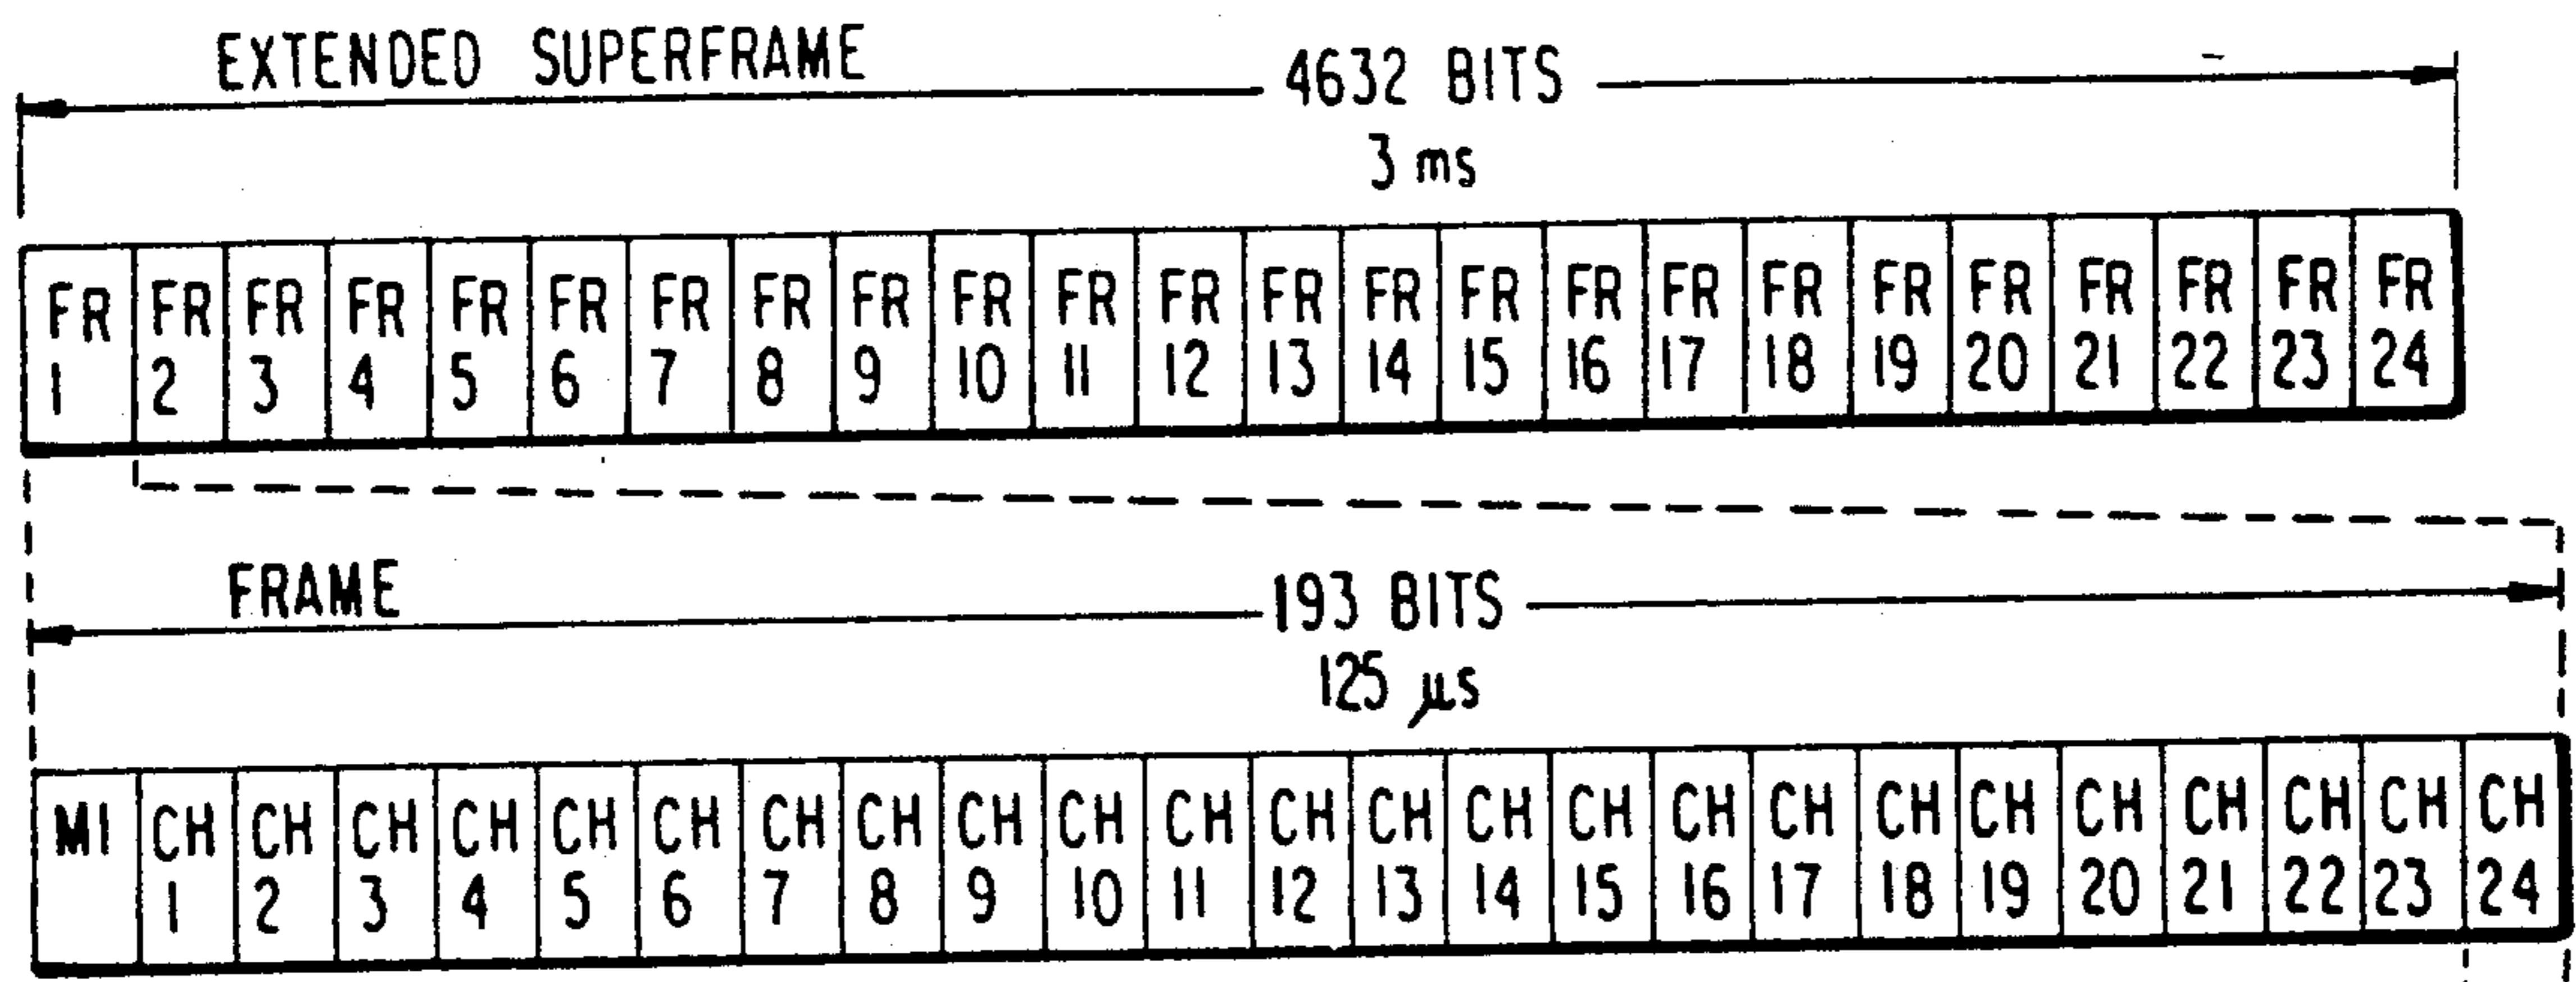 EXTENDED SUPERFRAME
4632 BITS
3 ms
FR FR FR FR FR FR FR FR FR FR FR FR FR FR FR FR FR FR FR FR FR FR FR FR
1 2 3 4 5 6 7 8 9 10 11 12 13 14 15 16 17 18 19 20 21 22 23 24
FRAME
193 BITS
125 µs
M1 CH CH CH CH CH CH CH CH CH CH CH CH CH CH CH CH CH CH CH CH CH CH CH CH
1 2 3 4 5 6 7 8 9 10 11 12 13 14 15 16 17 18 19 20 21 22 23 24